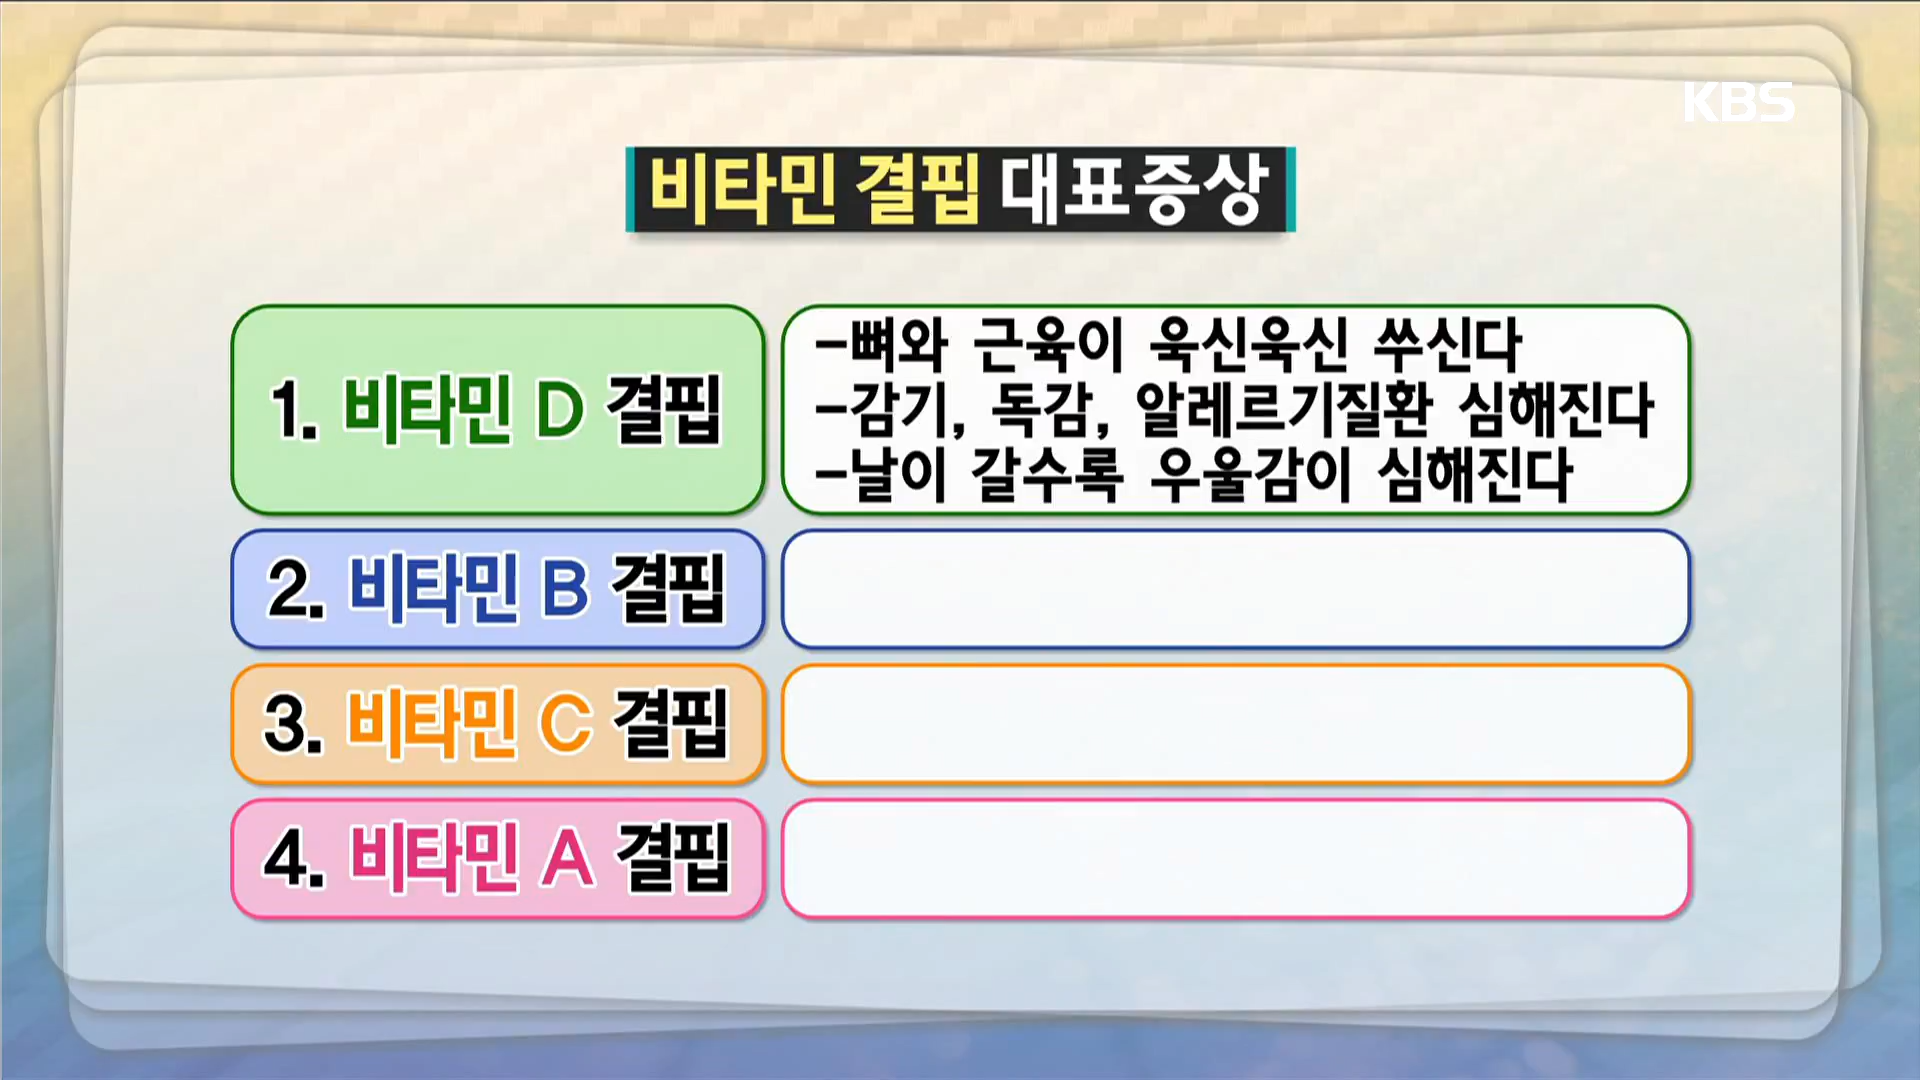 KBS
비타민 결핍 대표증상
1. 비타민 D 결핍
-뼈와 근육이 욱신욱신 쑤신다
-감기, 독감, 알레르기질환 심해진다
-날이 갈수록 우울감이 심해진다
2. 비타민 B 결핍
3. 비타민 C 결핍
4. 비타민 A 결핍